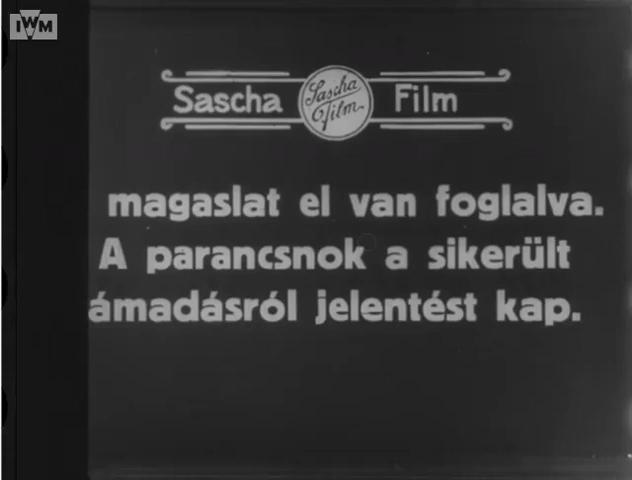 IWM
Sascha Sascha Film Film
magaslat el van foglalva.
A parancsnok a sikerült
ámadásról jelentést kap.